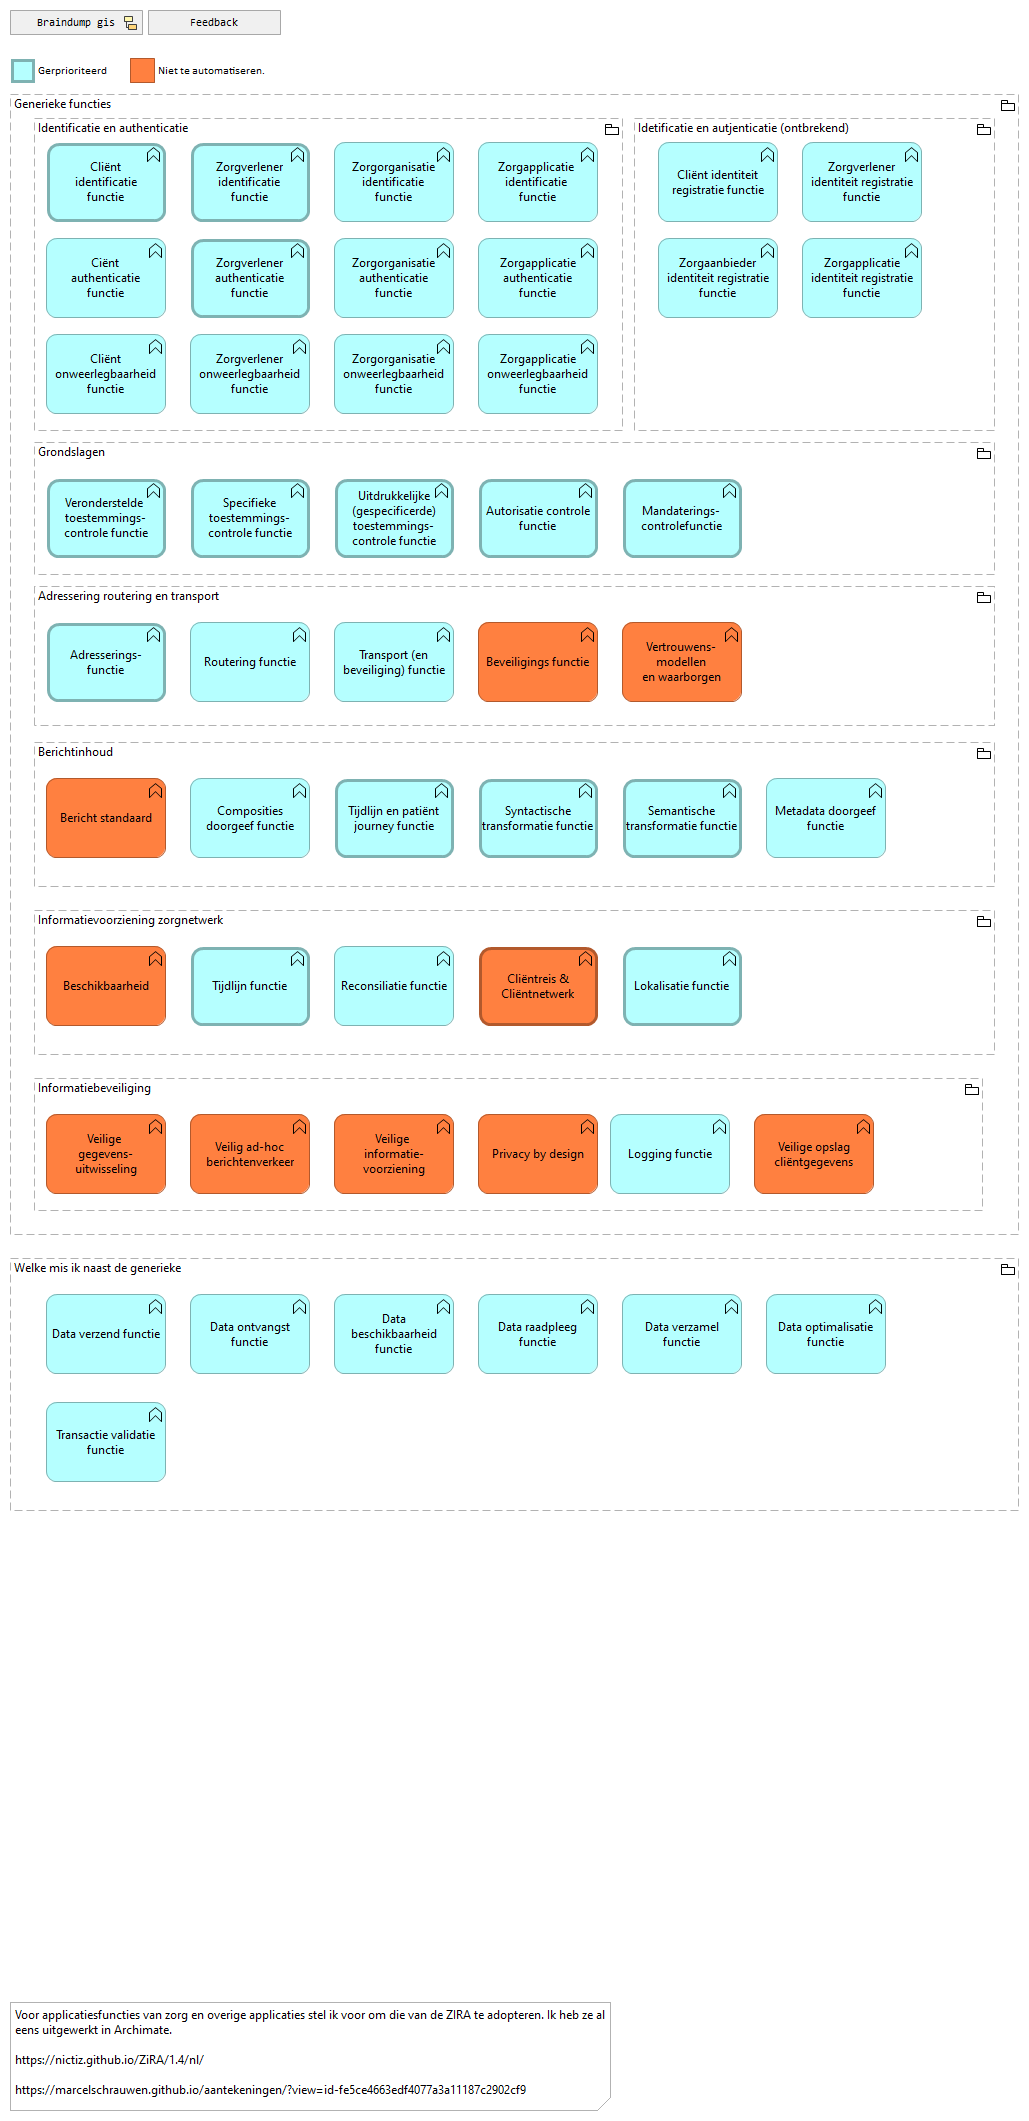 Braindump gis
Feedback
Gerprioriteerd
Niet te automatiseren.
Generieke functies
Identificatie en authenticatie
Cliënt
identificatie
functie
Zorgverlener
identificatie
functie
Zorgorganisatie
identificatie
functie
Zorgapplicatie
identificatie
functie
Ciënt
authenticatie
functie
Zorgverlener
authenticatie
functie
Zorgorganisatie
authenticatie
functie
Zorgapplicatie
authenticatie
functie
Cliënt
onweerlegbaarheid
functie
Zorgverlener
onweerlegbaarheid
functie
Zorgorganisatie
onweerlegbaarheid
functie
Zorgapplicatie
onweerlegbaarheid
functie
Idetificatie en autjenticatie (ontbrekend)
Cliënt identiteit
registratie functie
Zorgverlener
identiteit registratie
functie
Zorgaanbieder
identiteit registratie
functie
Zorgapplicatie
identiteit registratie
functie
Grondslagen
Veronderstelde
toestemmings-
controle functie
Specifieke
toestemmings-
controle functie
Uitdrukkelijke
(gespecificerde)
toestemmings-
controle functie
Autorisatie controle
functie
Mandaterings-
controlefunctie
Adressering routering en transport
Adresserings-
functie
Routering functie
Transport (en
beveiliging) functie
Beveiligings functie
Vertrouwens-
modellen
en waarborgen
Berichtinhoud
Bericht standaard
Composities
doorgeef functie
Tijdlijn en patiënt
journey functie
Syntactische
transformatie functie
Semantische
transformatie functie
Metadata doorgeef
functie
Informatievoorziening zorgnetwerk
Beschikbaarheid
Tijdlijn functie
Reconsiliatie functie
Cliëntreis &
Cliëntnetwerk
Lokalisatie functie
Informatiebeveiliging
Veilige
gegevens-
uitwisseling
Veilig ad-hoc
berichtenverkeer
Veilige
informatie-
voorziening
Privacy by design
Logging functie
Veilige opslag
cliëntgegevens
Welke mis ik naast de generieke
Data verzend functie
Data ontvangst
functie
Data
beschikbaarheid
functie
Data raadpleeg
functie
Data verzamel
functie
Data optimalisatie
functie
Transactie validatie
functie
Voor applicatiesfuncties van zorg en overige applicaties stel ik voor om die van de ZIRA te adopteren. Ik heb ze al
eens uitgewerkt in Archimate.
https://nictiz.github.io/ZiRA/1.4/nl/
https://marcelschrauwen.github.io/aantekeningen/?view=id-fe5ce4663edf4077a3a11187c2902cf9